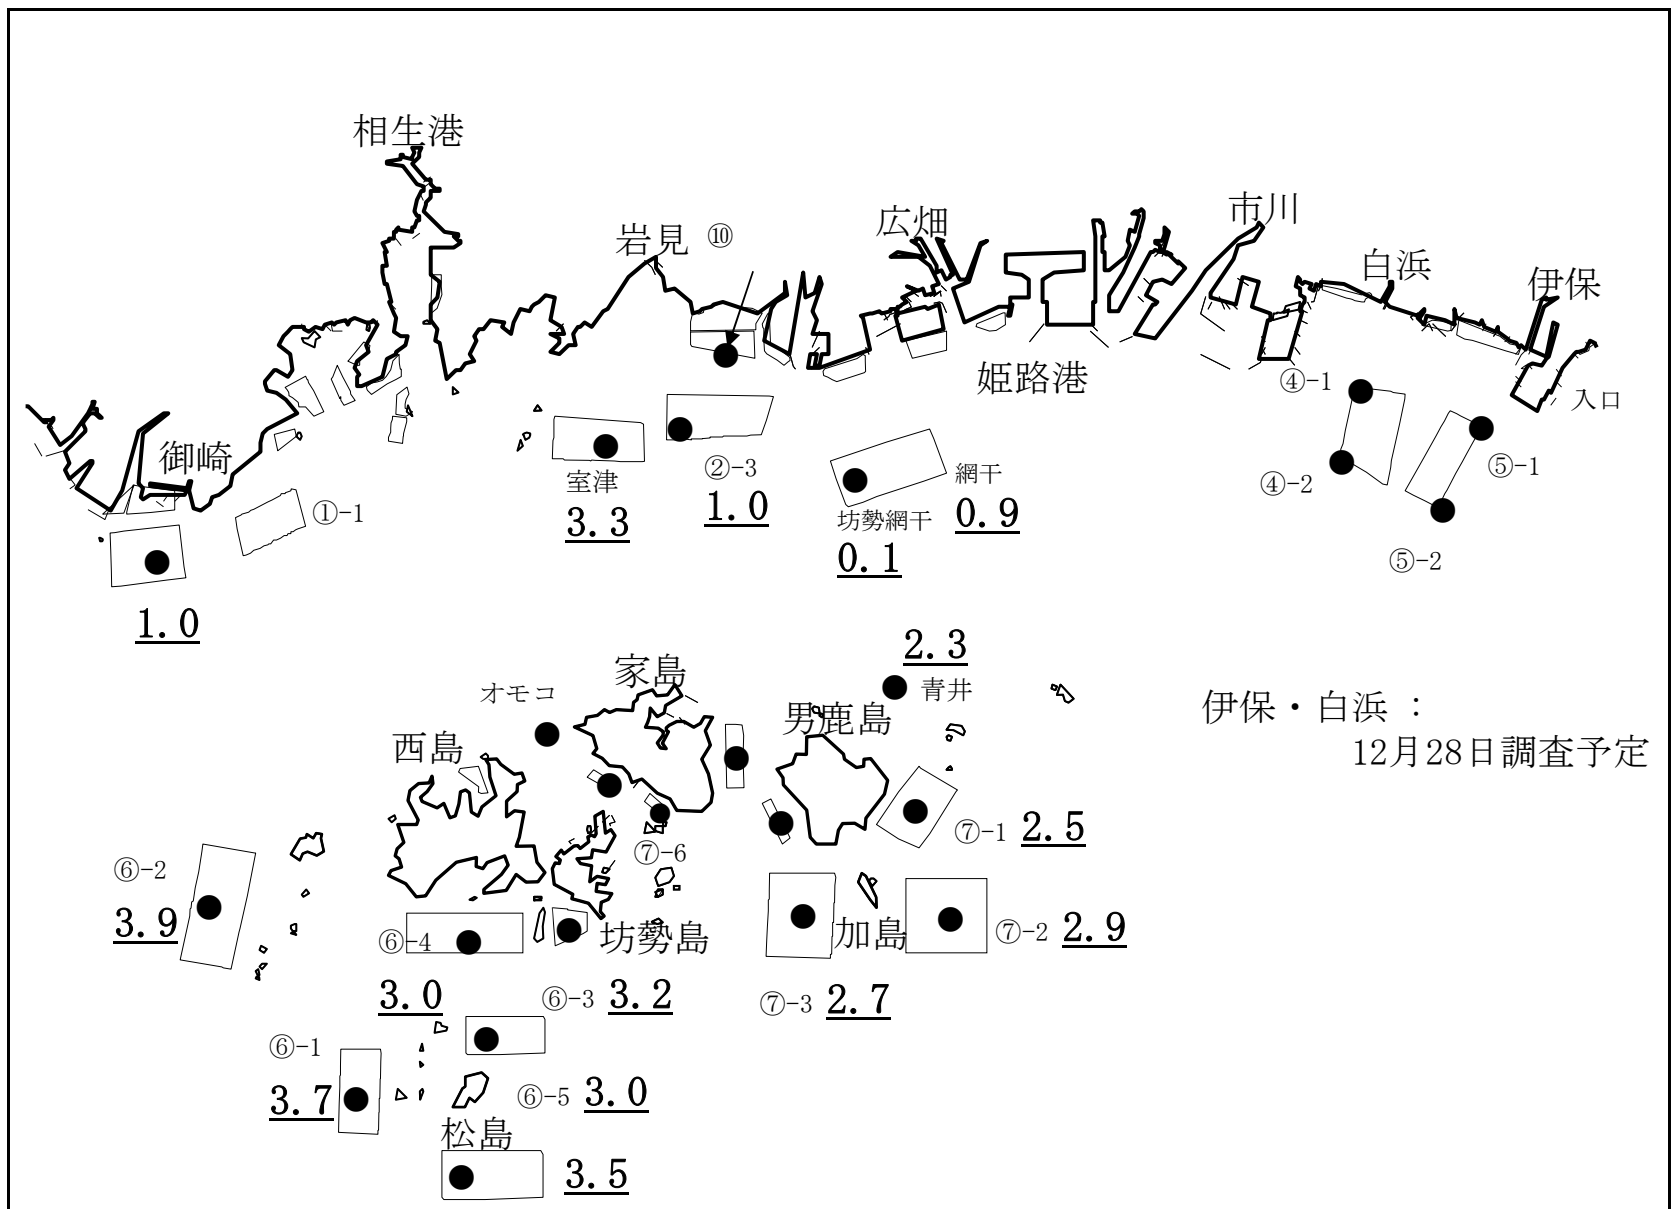 相生港
市川
広畑
岩見 ⑩
白浜
伊保
姫路港
④-1
入口
御崎
室津
3.3
②-3
1.0
網干
0.9
坊勢網干
0.1
④-2
⑤-1
①-1
⑤-2
1.0
2.3
青井
家島
オモコ
男鹿島
西島
伊保・白浜 :
12月28日調査予定
⑦-1 2.5
⑦-6
⑥-2
3.9
⑥-4
3.0
坊勢島
加島
⑦-2 2.9
⑥-3 3.2
⑦-3 2.7
⑥-1
3.7
⑥-5 3.0
松島
3.5